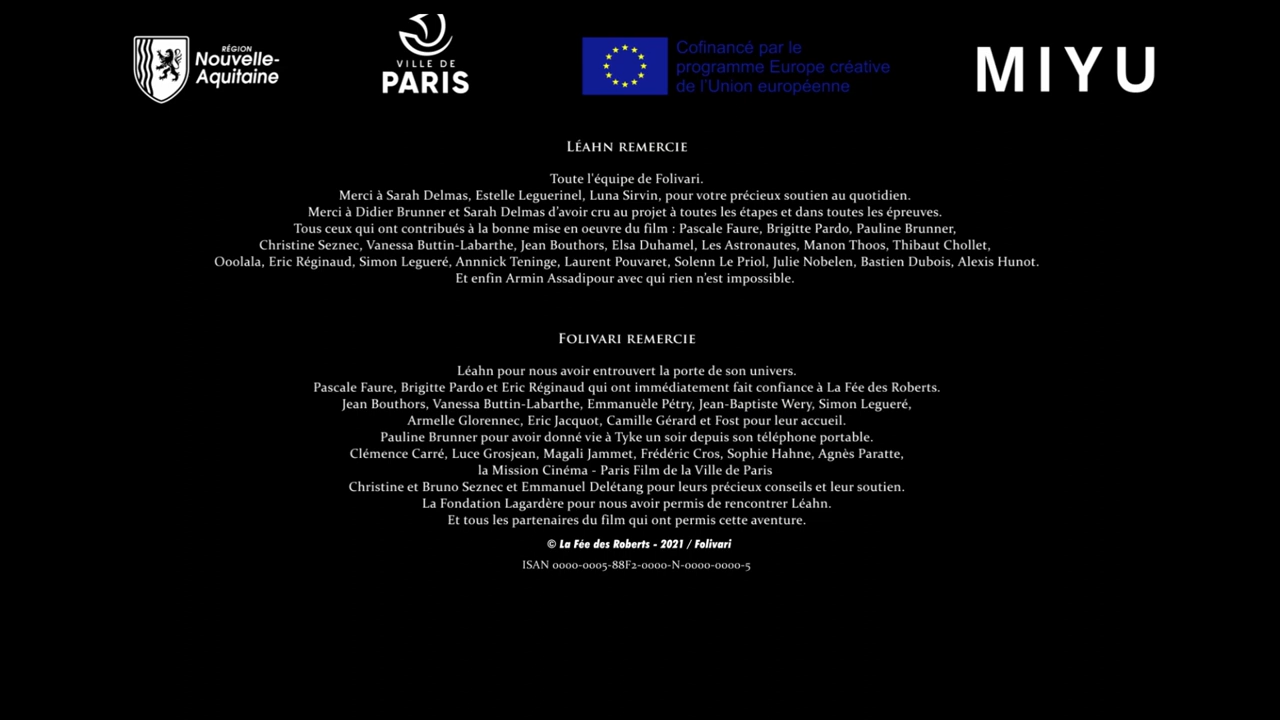 RÉGION
Nouvelle-
Aquitaine
VILLE DE
PARIS
Cofinancé par le
programme Europe créative
de l'Union européenne
MIYU
Léahn remercie
Toute l'équipe de Folivari.
Merci à Sarah Delmas, Estelle Leguerinel, Luna Sirvin, pour votre précieux soutien au quotidien.
Merci à Didier Brunner et Sarah Delmas d'avoir cru au projet à toutes les étapes et dans toutes les épreuves.
Tous ceux qui ont contribués à la bonne mise en oeuvre du film : Pascale Faure, Brigitte Pardo, Pauline Brunner,
Christine Seznec, Vanessa Buttin-Labarthe, Jean Bouthors, Elsa Duhamel, Les Astronautes, Manon Thoos, Thibaut Chollet,
Ooolala, Eric Réginaud, Simon Legueré, Annnick Teninge, Laurent Pouvaret, Solenn Le Priol, Julie Nobelen, Bastien Dubois, Alexis Hunot.
Et enfin Armin Assadipour avec qui rien n'est impossible.
Folivari remercie
Léahn pour nous avoir entrouvert la porte de son univers.
Pascale Faure, Brigitte Pardo et Eric Réginaud qui ont immédiatement fait confiance à La Fée des Roberts.
Jean Bouthors, Vanessa Buttin-Labarthe, Emmanuèle Pétry, Jean-Baptiste Wery, Simon Legueré,
Armelle Glorennec, Eric Jacquot, Camille Gérard et Fost pour leur accueil.
Pauline Brunner pour avoir donné vie à Tyke un soir depuis son téléphone portable.
Clémence Carré, Luce Grosjean, Magali Jammet, Frédéric Cros, Sophie Hahne, Agnès Paratte,
la Mission Cinéma - Paris Film de la Ville de Paris
Christine et Bruno Seznec et Emmanuel Delétang pour leurs précieux conseils et leur soutien.
La Fondation Lagardère pour nous avoir permis de rencontrer Léahn.
Et tous les partenaires du film qui ont permis cette aventure.
© La Fée des Roberts - 2021 / Folivari
ISAN 0000-0005-88F2-0000-N-0000-0000-5